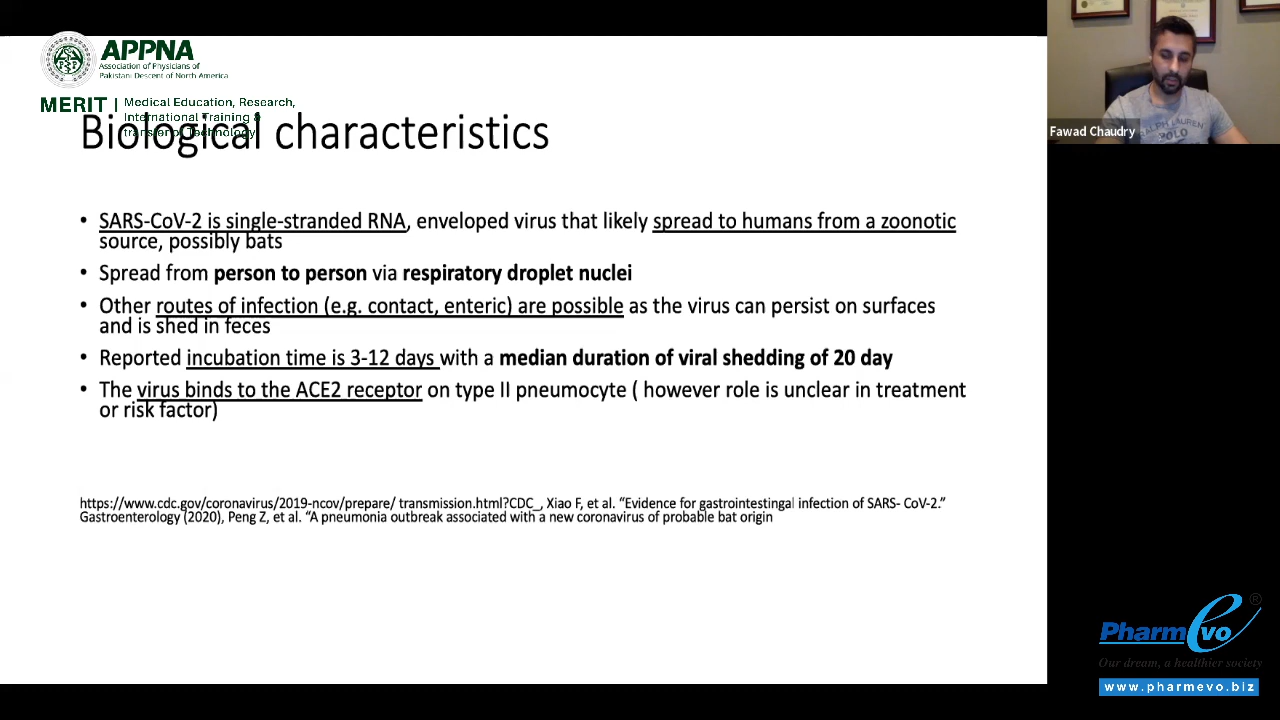 APPNA
Association of Physicians of
Pakistani Descent of North America
MERIT | Medical Education, Research,
International Training &
transfer of Technology
Biological characteristics
• SARS-CoV-2 is single-stranded RNA, enveloped virus that likely spread to humans from a zoonotic
source, possibly bats
• Spread from person to person via respiratory droplet nuclei
• Other routes of infection (e.g. contact, enteric) are possible as the virus can persist on surfaces
and is shed in feces
• Reported incubation time is 3-12 days with a median duration of viral shedding of 20 day
• The virus binds to the ACE2 receptor on type II pneumocyte ( however role is unclear in treatment
or risk factor)
https://www.cdc.gov/coronavirus/2019-ncov/prepare/ transmission.html?CDC_, Xiao F, et al. “Evidence for gastrointestingal infection of SARS- CoV-2.”
Gastroenterology (2020), Peng Z, et al. “A pneumonia outbreak associated with a new coronavirus of probable bat origin
RALPH LAUREN
POLO
Fawad Chaudry
PharmEvo ®
Our dream, a healthier society
www.pharmevo.biz